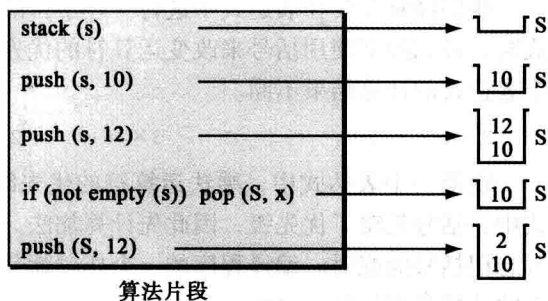 stack (s) S
push (s, 10) 10 S
push (s, 12) 12 10 S
if (not empty (s)) pop (S, x) 10 S
push (S, 12) 2 10 S
算法片段